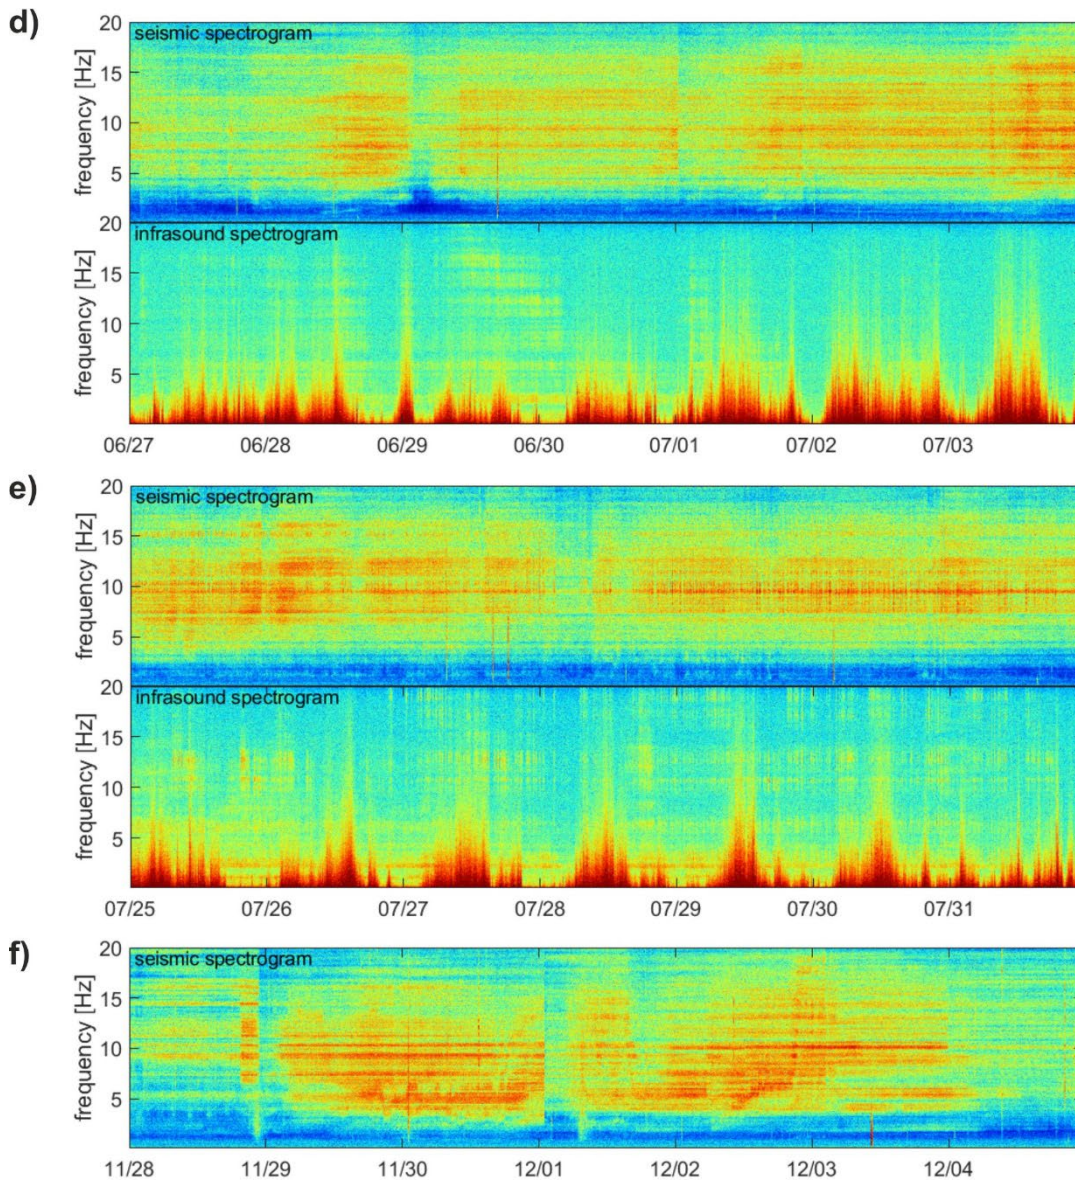 d)
20
seismic spectrogram
15
10
5
frequency [Hz]
20
infrasound spectrogram
15
10
5
frequency [Hz]
06/27 06/28 06/29 06/30 07/01 07/02 07/03
e)
20
seismic spectrogram
15
10
5
frequency [Hz]
20
infrasound spectrogram
15
10
5
frequency [Hz]
07/25 07/26 07/27 07/28 07/29 07/30 07/31
f)
20
seismic spectrogram
15
10
5
frequency [Hz]
11/28 11/29 11/30 12/01 12/02 12/03 12/04